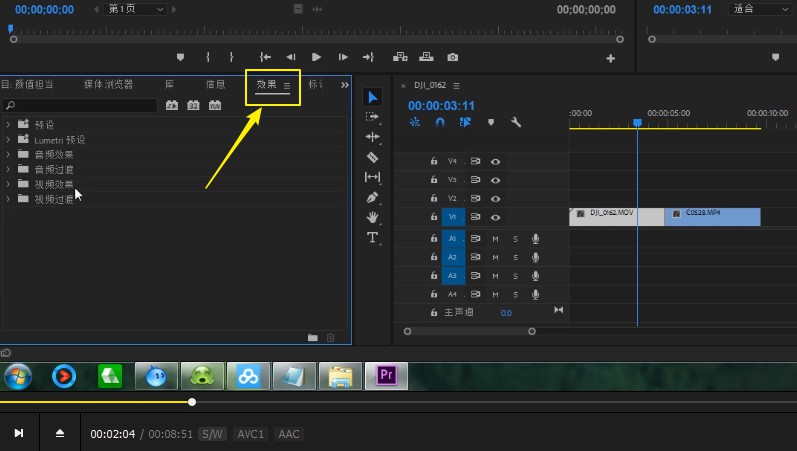 00;00;00;00
第1页
00;00;00;00
00:00:03:11
适合
目: 颜值担当
媒体浏览器
库
信息
效果
标记
DJI_0162
00:00:03:11
:00:00
00:00:05:00
00:00:10:00
预设
Lumetri 预设
音频效果
音频过渡
视频效果
视频过渡
V4
V3
V2
V1
DJI_0162.MOV
C0528.MP4
A1
M
S
A2
M
S
A3
M
S
A4
M
S
主声道
0.0
Pr
00:02:04 / 00:08:51
S/W
AVC1
AAC